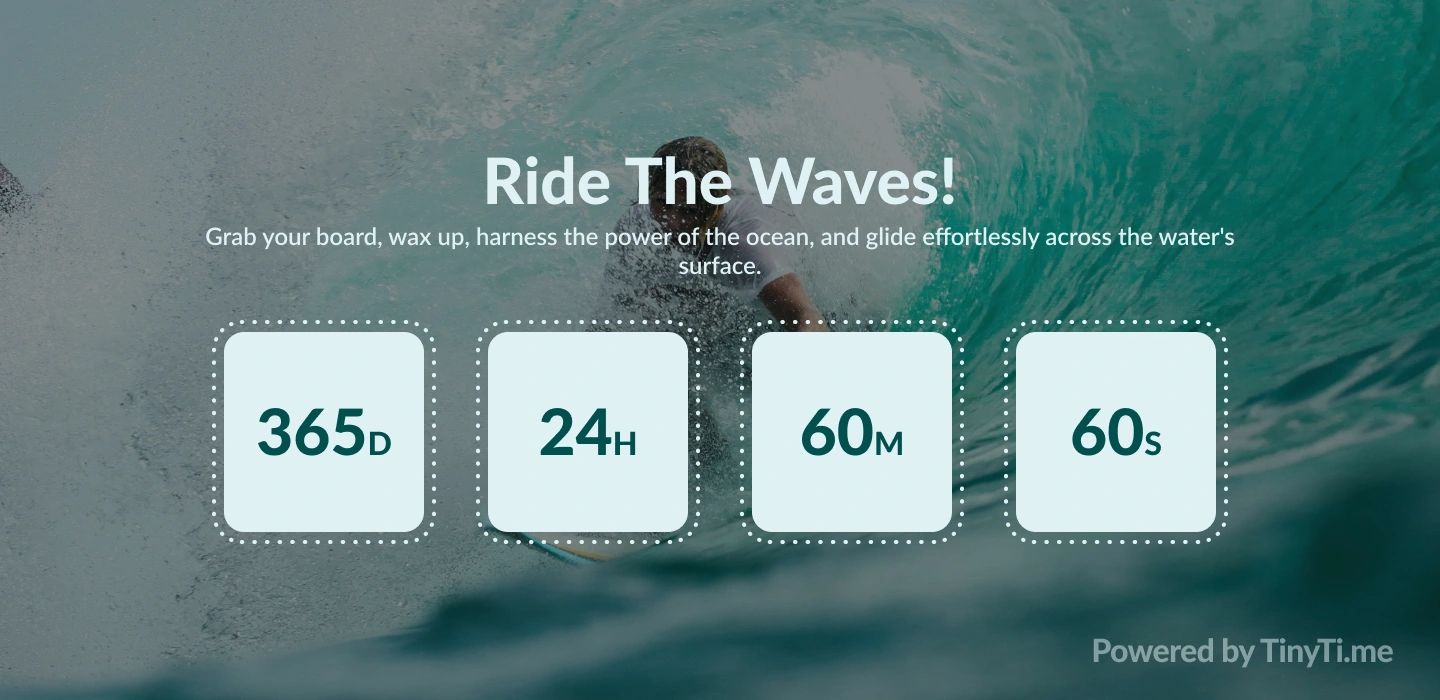 Ride The Waves!
Grab your board, wax up, harness the power of the ocean, and glide effortlessly across the water's
surface.
365D 24H 60M 60S
Powered by TinyTi.me